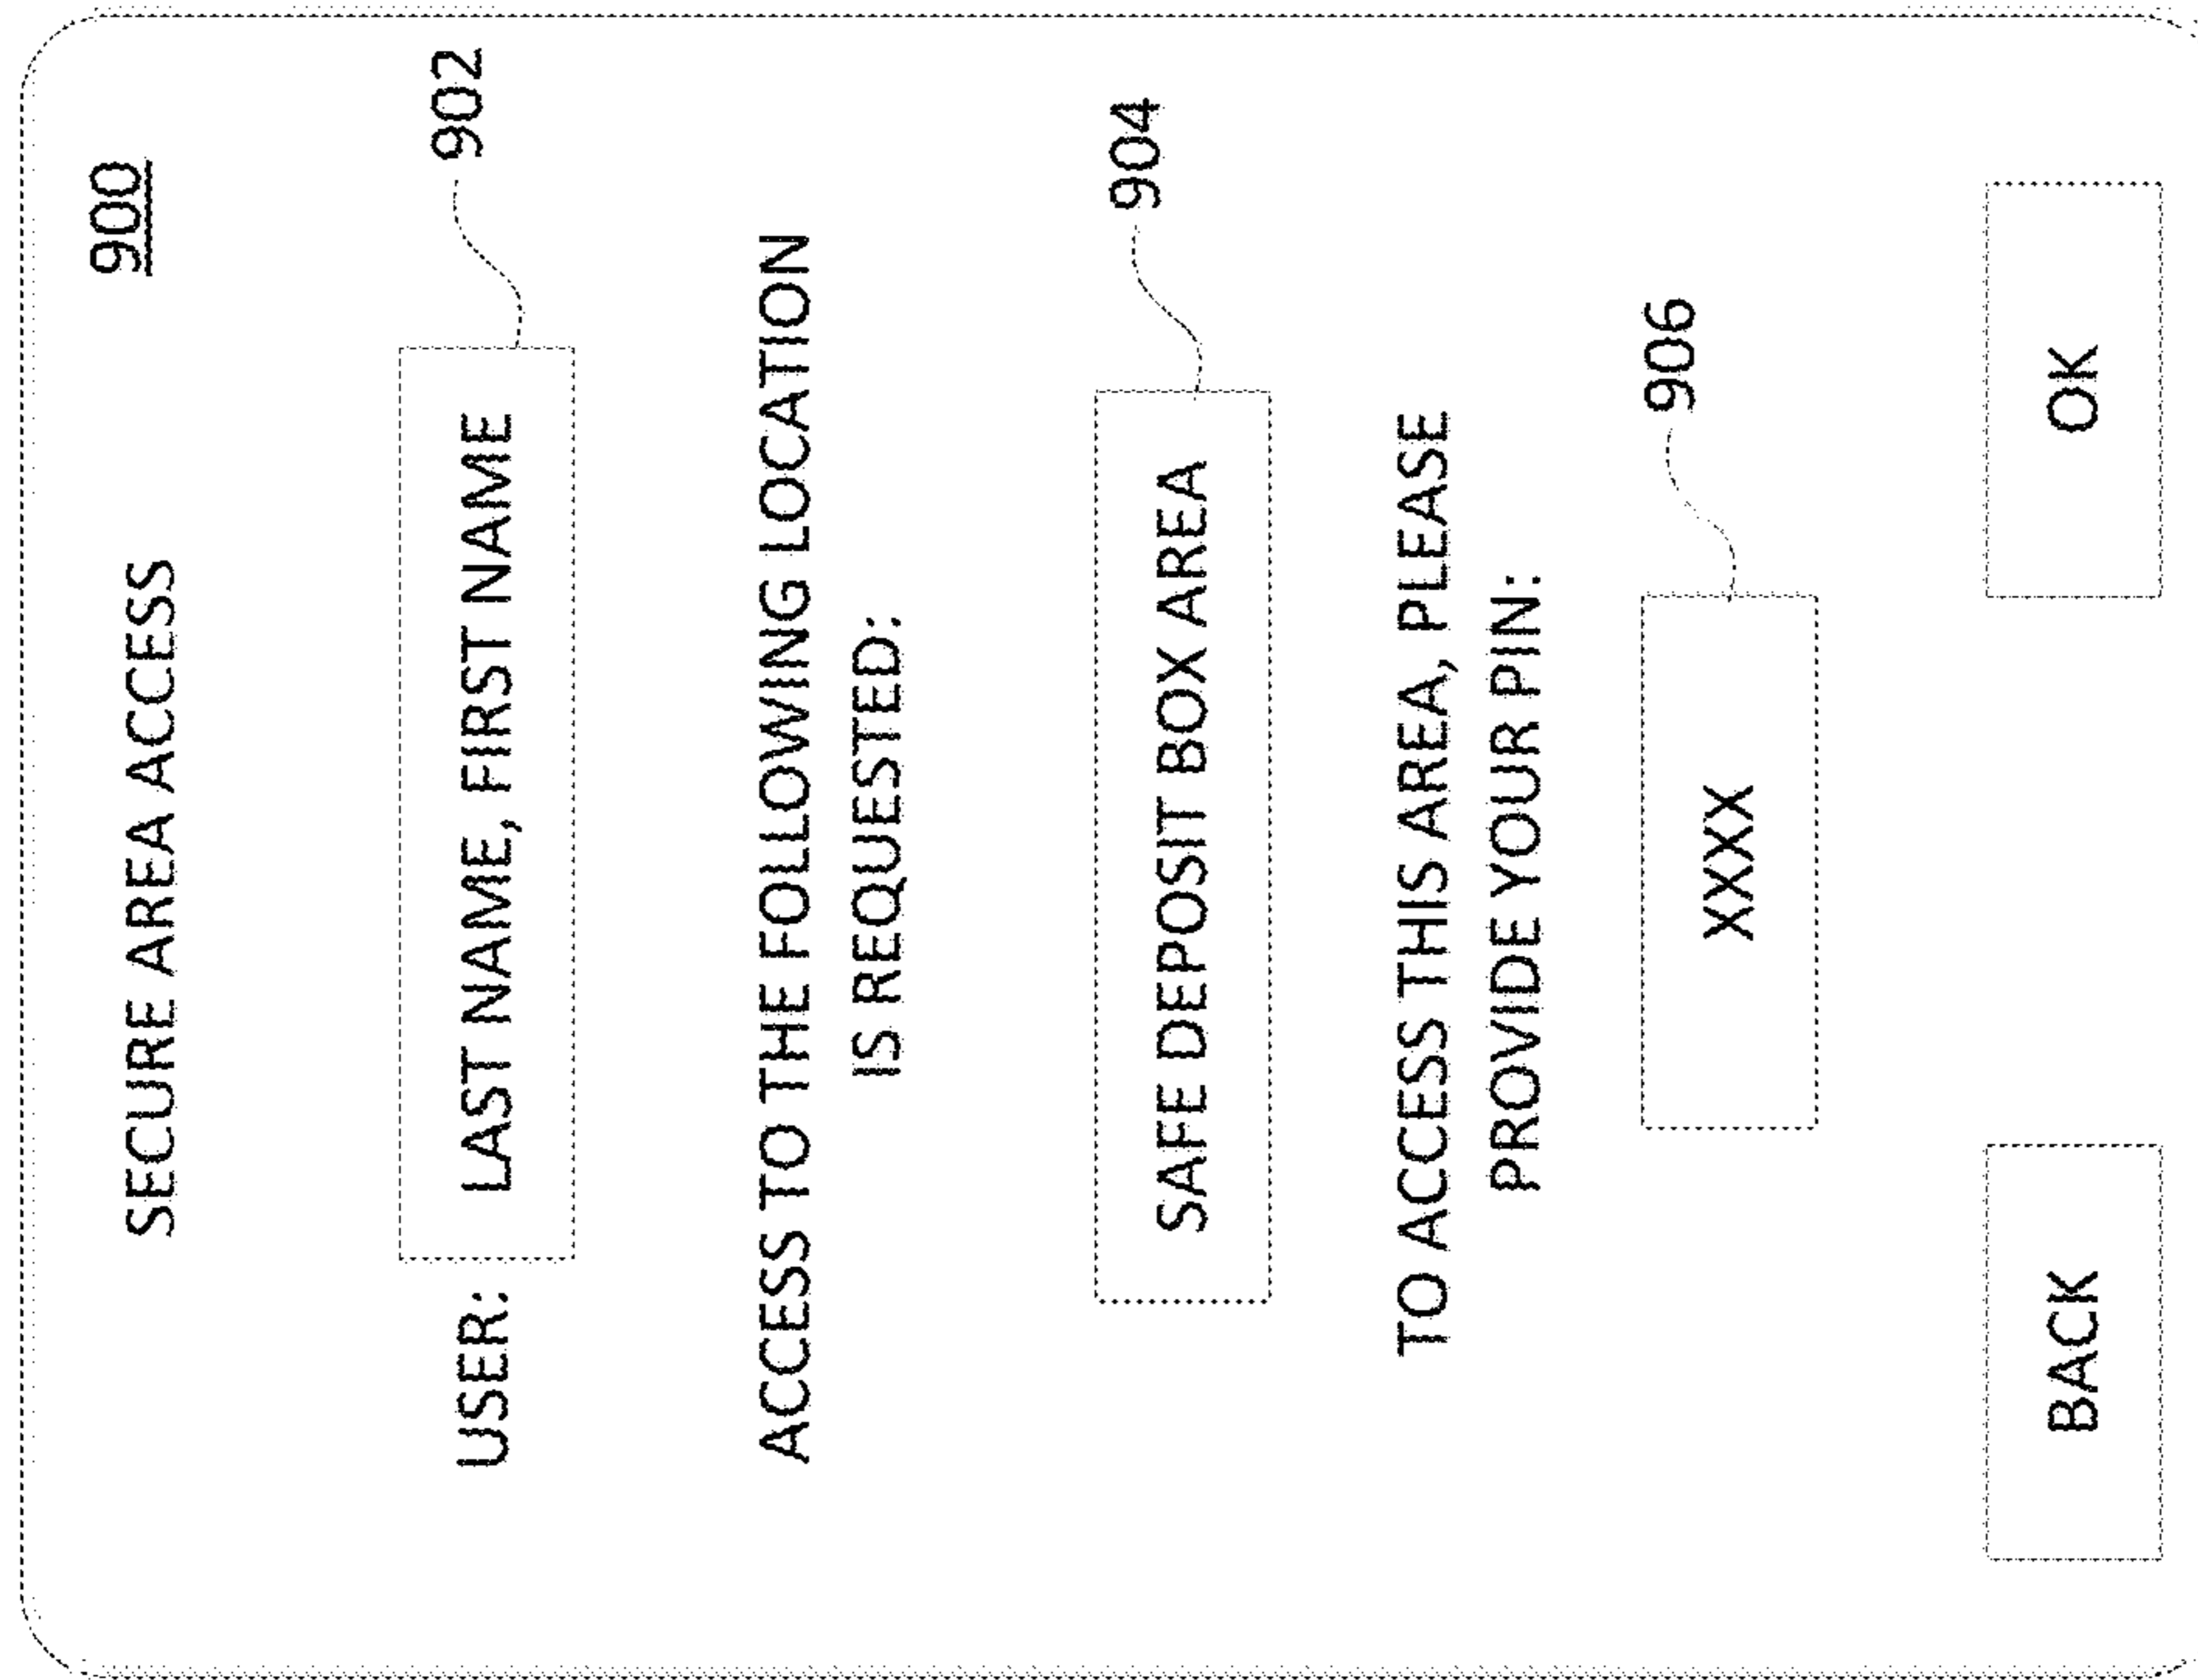 900
SECURE AREA ACCESS
902
USER: LAST NAME, FIRST NAME
ACCESS TO THE FOLLOWING LOCATION
IS REQUESTED:
904
SAFE DEPOSIT BOX AREA
TO ACCESS THIS AREA, PLEASE
PROVIDE YOUR PIN:
906
XXXX
BACK OK